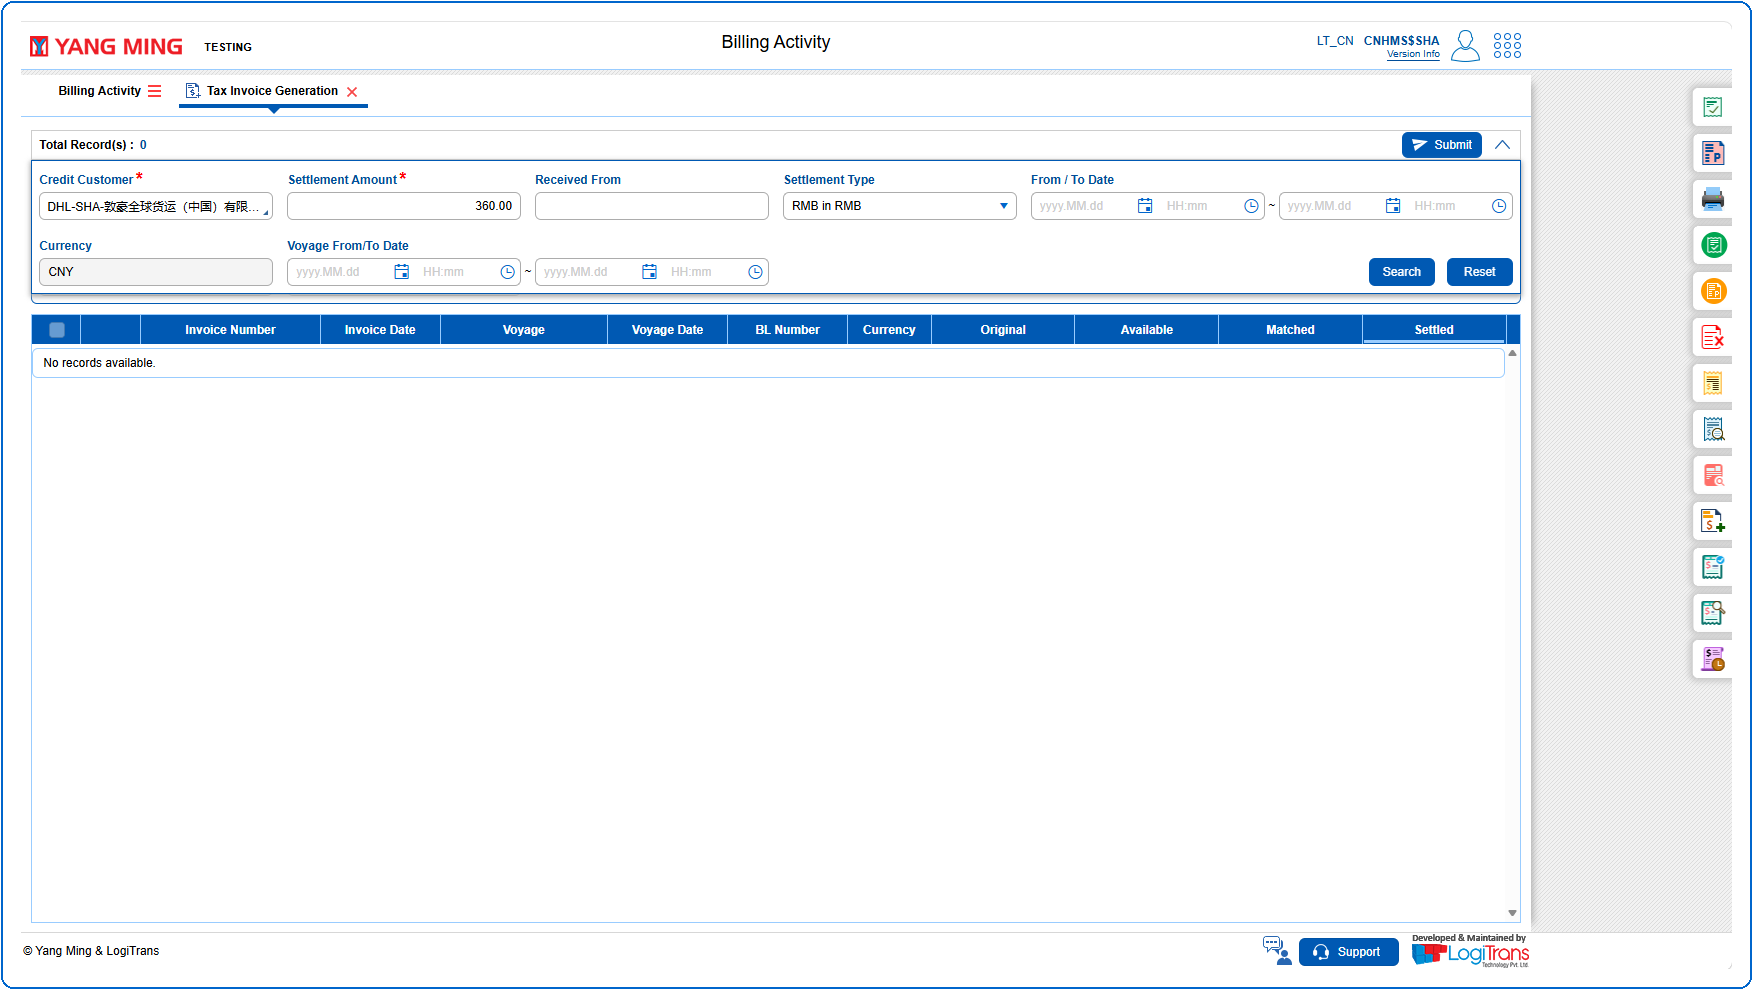 YANG MING TESTING
Billing Activity
LT_CN CNHMS$SHA
Version Info
Billing Activity
Tax Invoice Generation
Total Record(s) : 0
Submit
Credit Customer* Settlement Amount* Received From Settlement Type From / To Date
DHL-SHA-敦豪全球货运（中国）有限... 360.00 RMB in RMB yyyy.MM.dd HH:mm ~ yyyy.MM.dd HH:mm
Currency Voyage From/To Date
CNY yyyy.MM.dd HH:mm ~ yyyy.MM.dd HH:mm Search Reset
Invoice Number Invoice Date Voyage Voyage Date BL Number Currency Original Available Matched Settled
No records available.
© Yang Ming & LogiTrans
Support
Developed & Maintained by
LogiTrans
Technology Pvt. Ltd.